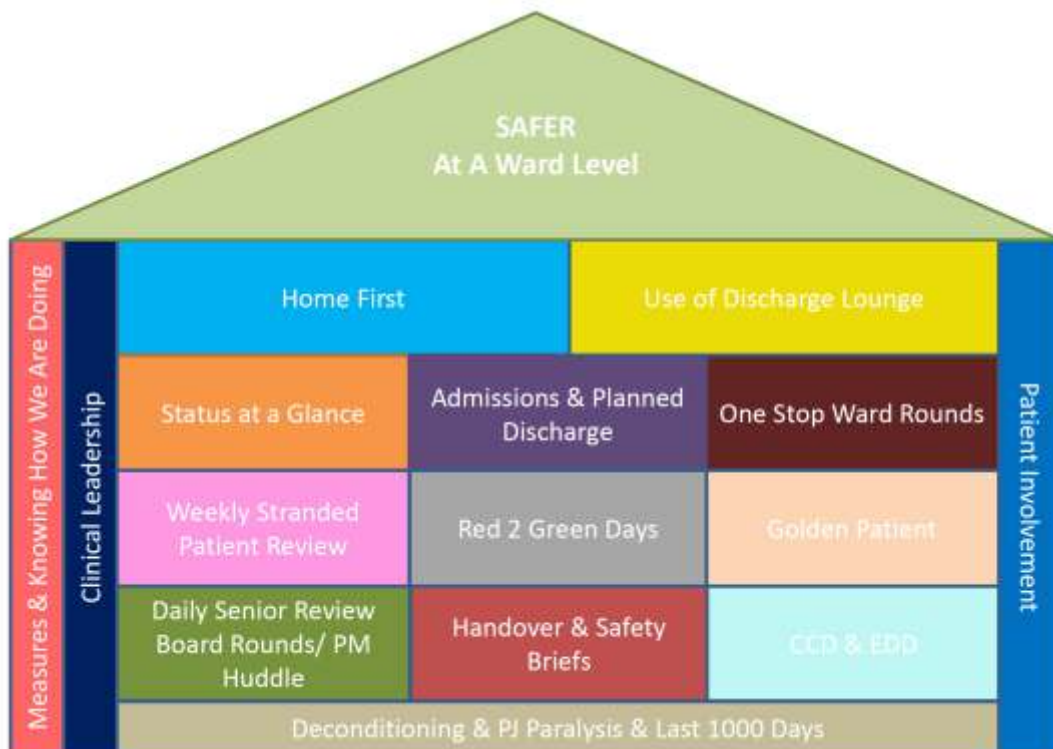 SAFER
At A Ward Level
Measures & Knowing How We Are Doing
Clinical Leadership
Home First
Use of Discharge Lounge
Status at a Glance
Admissions & Planned
Discharge
One Stop Ward Rounds
Weekly Stranded
Patient Review
Red 2 Green Days
Golden Patient
Daily Senior Review
Board Rounds/ PM
Huddle
Handover & Safety
Briefs
CCD & EDD
Deconditioning & PJ Paralysis & Last 1000 Days
Patient Involvement